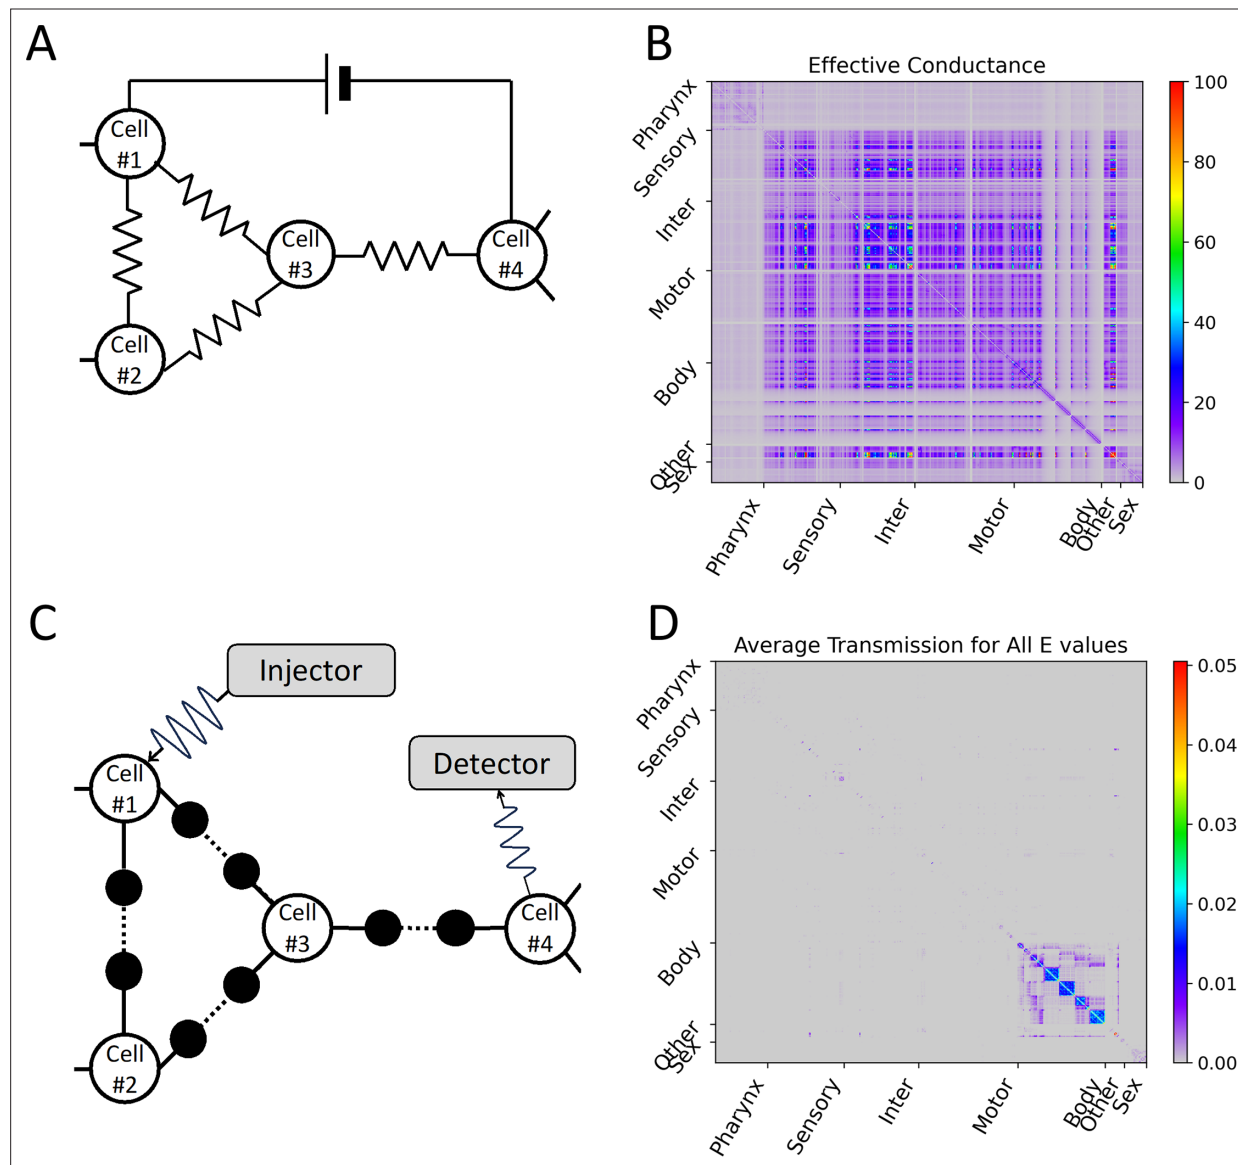 A
Cell
#1
Cell
#2
Cell
#3
Cell
#4
B
Effective Conductance
Pharynx
Sensory
Inter
Motor
Body
Other
Sex
Pharynx
Sensory
Inter
Motor
Body
Other
Sex
100
80
60
40
20
0
C
Injector
Detector
Cell
#1
Cell
#2
Cell
#3
Cell
#4
D
Average Transmission for All E values
Pharynx
Sensory
Inter
Motor
Body
Other
Sex
Pharynx
Sensory
Inter
Motor
Body
Other
Sex
0.05
0.04
0.03
0.02
0.01
0.00